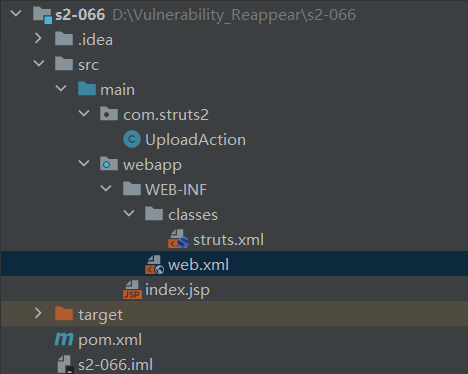 s2-066 D:\Vulnerability_Reappear\s2-066
.idea
src
main
com.struts2
C UploadAction
webapp
WEB-INF
classes
struts.xml
web.xml
JSP index.jsp
target
m pom.xml
s2-066.iml